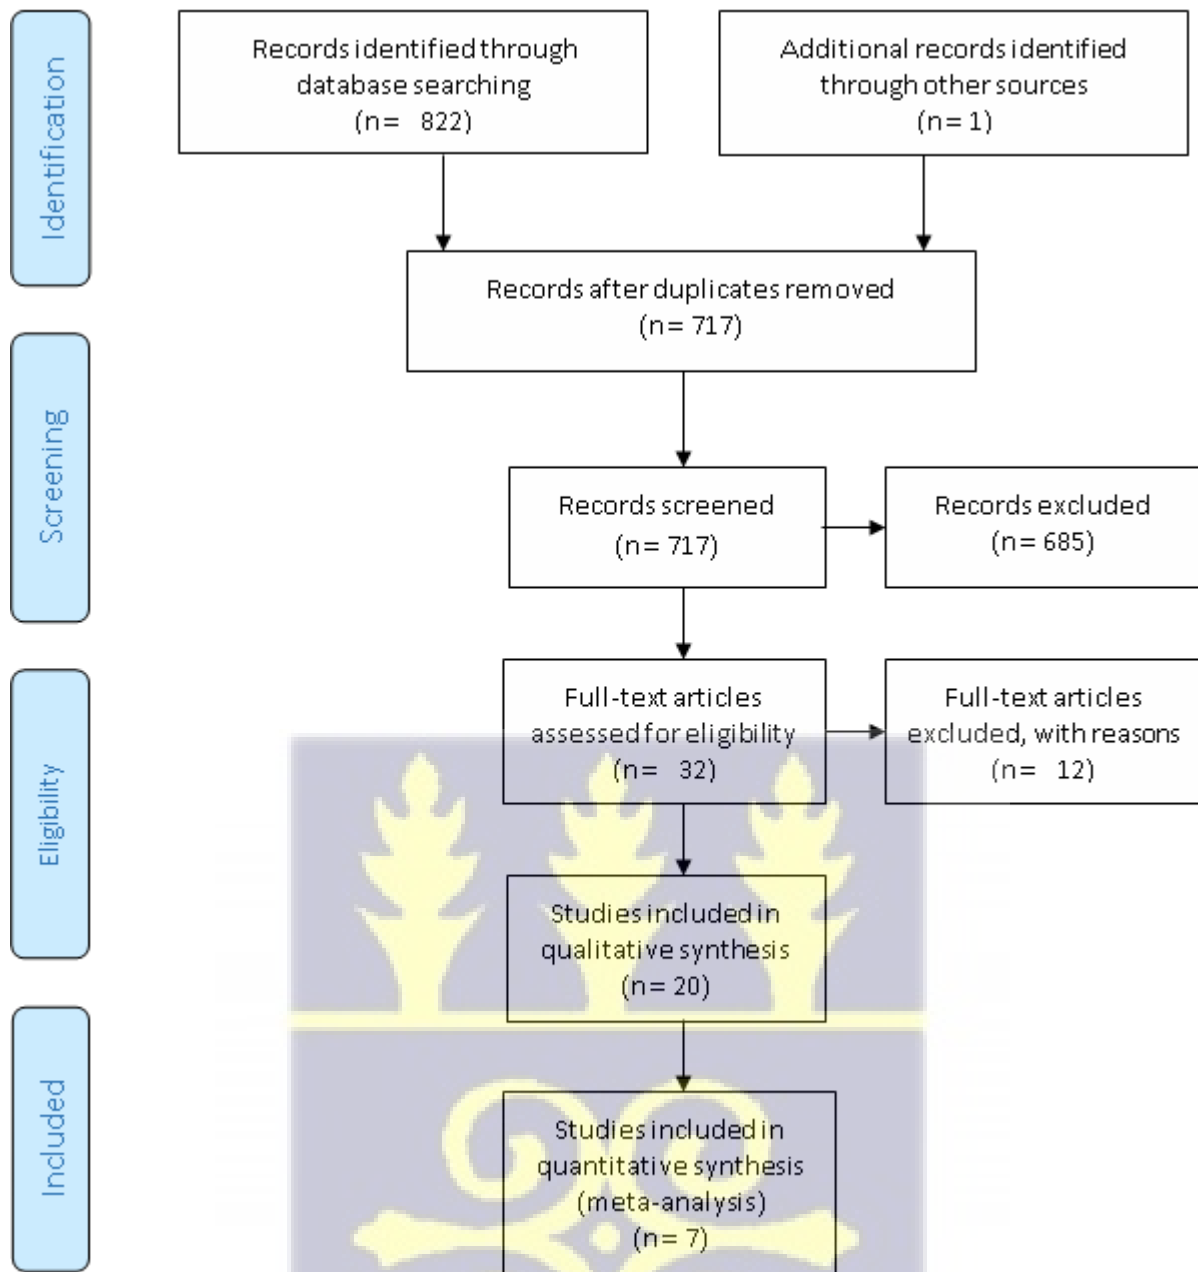 Identification
Records identified through
database searching
(n= 822)
Additional records identified
through other sources
(n= 1)
Records after duplicates removed
(n= 717)
Screening
Records screened
(n= 717)
Records excluded
(n= 685)
Eligibility
Full-text articles
assessed for eligibility
(n= 32)
Full-text articles
excluded, with reasons
(n= 12)
Studies included in
qualitative synthesis
(n= 20)
Included
Studies included in
quantitative synthesis
(meta-analysis)
(n= 7)